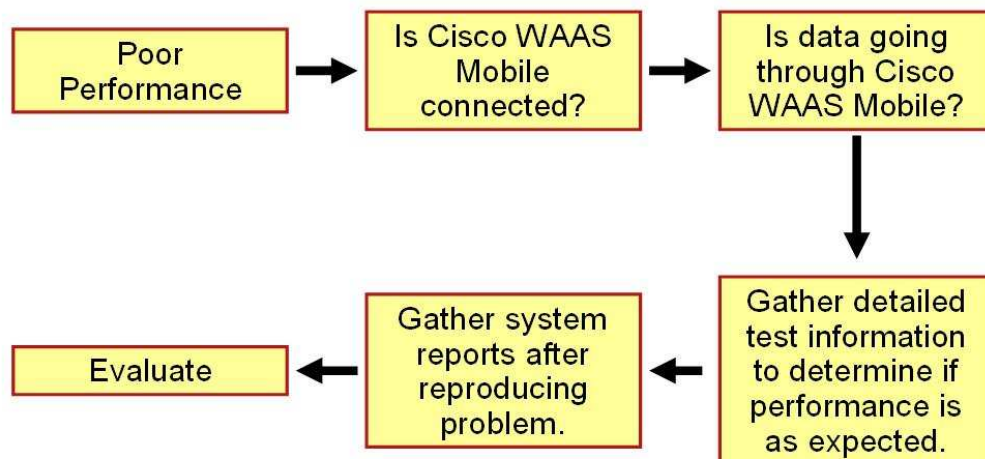 Poor
Performance
Is Cisco WAAS
Mobile
connected?
Is data going
through Cisco
WAAS Mobile?
Gather detailed
test information
to determine if
performance is
as expected.
Gather system
reports after
reproducing
problem.
Evaluate